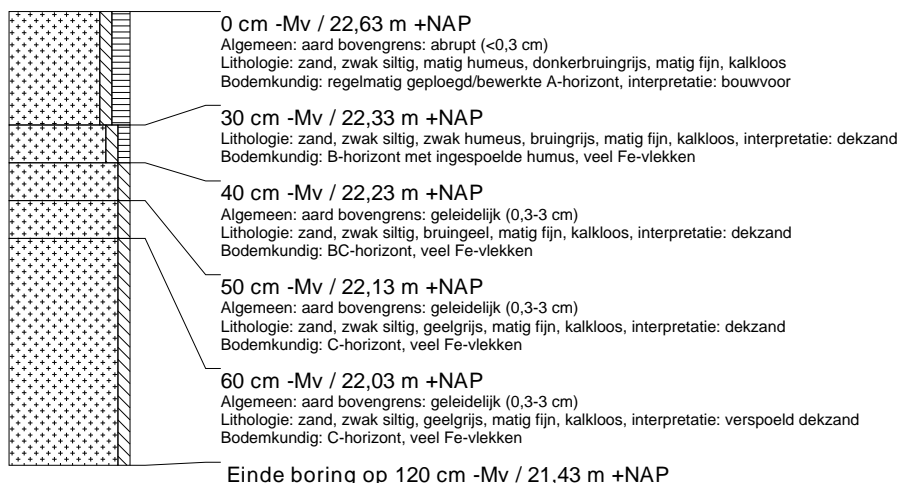 0 cm -Mv / 22,63 m +NAP
Algemeen: aard bovengrens: abrupt (<0,3 cm)
Lithologie: zand, zwak siltig, matig humeus, donkerbruingrijs, matig fijn, kalkloos
Bodemkundig: regelmatig geploegd/bewerkte A-horizont, interpretatie: bouwvoor
30 cm -Mv / 22,33 m +NAP
Lithologie: zand, zwak siltig, zwak humeus, bruingrijs, matig fijn, kalkloos, interpretatie: dekzand
Bodemkundig: B-horizont met ingespoelde humus, veel Fe-vlekken
40 cm -Mv / 22,23 m +NAP
Algemeen: aard bovengrens: geleidelijk (0,3-3 cm)
Lithologie: zand, zwak siltig, bruingeel, matig fijn, kalkloos, interpretatie: dekzand
Bodemkundig: BC-horizont, veel Fe-vlekken
50 cm -Mv / 22,13 m +NAP
Algemeen: aard bovengrens: geleidelijk (0,3-3 cm)
Lithologie: zand, zwak siltig, geelgrijs, matig fijn, kalkloos, interpretatie: dekzand
Bodemkundig: C-horizont, veel Fe-vlekken
60 cm -Mv / 22,03 m +NAP
Algemeen: aard bovengrens: geleidelijk (0,3-3 cm)
Lithologie: zand, zwak siltig, geelgrijs, matig fijn, kalkloos, interpretatie: verspoeld dekzand
Bodemkundig: C-horizont, veel Fe-vlekken
Einde boring op 120 cm -Mv / 21,43 m +NAP